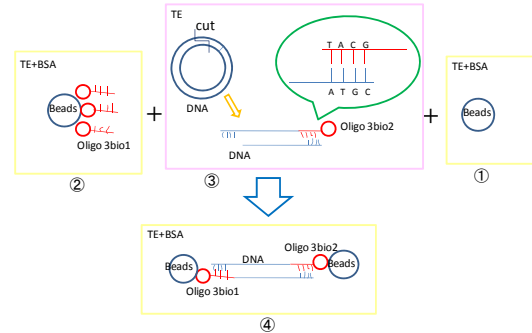 TE+BSA
Beads
Oligo 3bio1
②
+
TE
cut
DNA
T A C G
A T G C
Oligo 3bio2
DNA
③
+
TE+BSA
Beads
①
TE+BSA
DNA
Oligo 3bio2
Beads
Beads
Oligo 3bio1
④